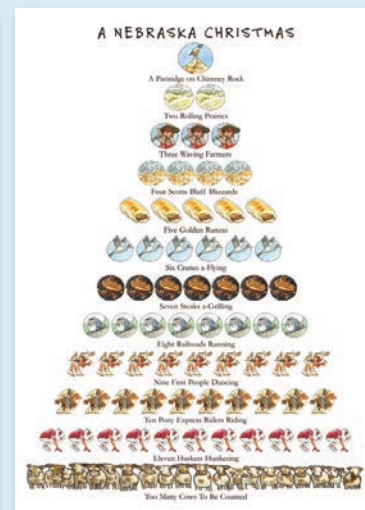 A NEBRASKA CHRISTMAS
A Partridge on Chimney Rock
Two Rolling Prairies
Three Waving Farmers
Four Scotts Bluff Blizzards
Five Golden Runzas
Six Cranes a-Flying
Seven Steaks a-Grilling
Eight Railroads Running
Nine First People Dancing
Ten Pony Express Riders Riding
Eleven Huskers Hunkering
Too Many Cows To Be Counted